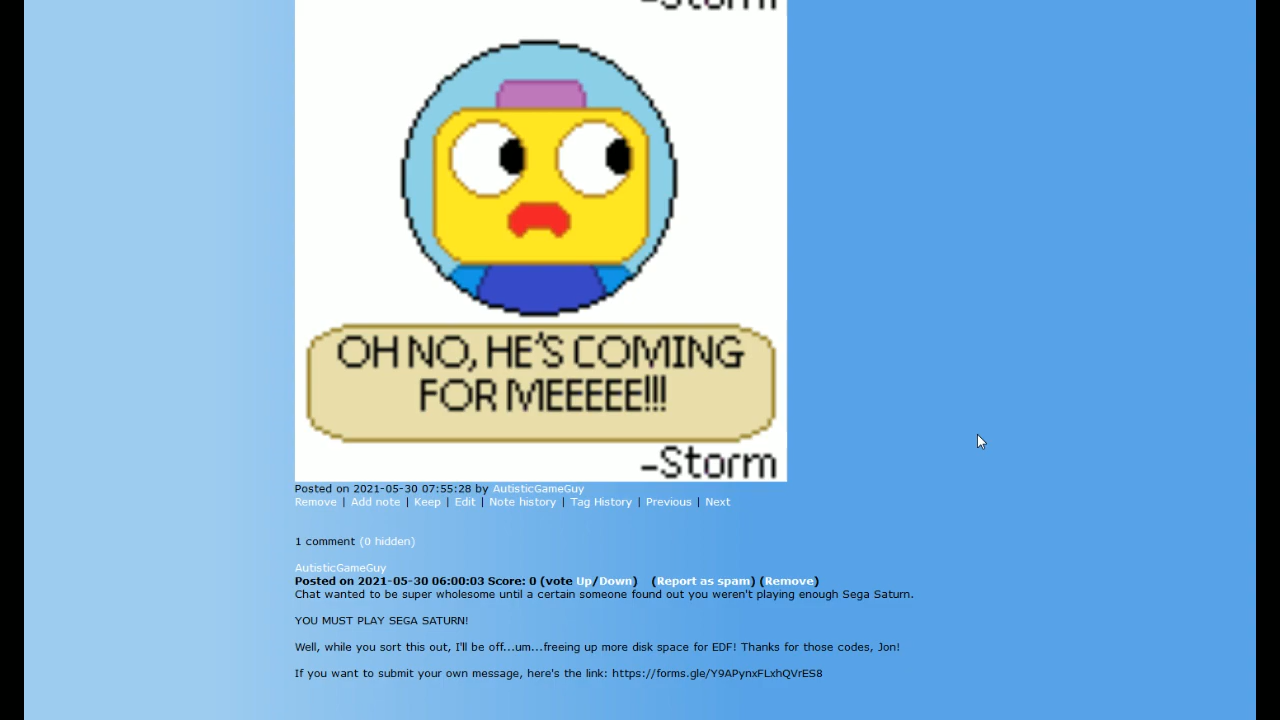 -Storm
OH NO, HE'S COMING
FOR MEEEEE!!!
-Storm
Posted on 2021-05-30 07:55:28 by AutisticGameGuy
Remove | Add note | Keep | Edit | Note history | Tag History | Previous | Next
1 comment (0 hidden)
AutisticGameGuy
Posted on 2021-05-30 06:00:03 Score: 0 (vote Up/Down) (Report as spam) (Remove)
Chat wanted to be super wholesome until a certain someone found out you weren't playing enough Sega Saturn.
YOU MUST PLAY SEGA SATURN!
Well, while you sort this out, I'll be off...um...freeing up more disk space for EDF! Thanks for those codes, Jon!
If you want to submit your own message, here's the link: https://forms.gle/Y9APynxFLxhQVrES8